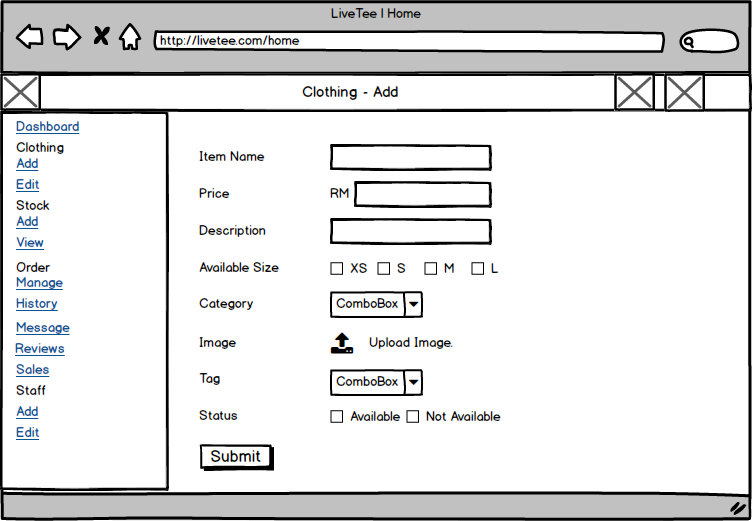 LiveTee | Home
http://livetee.com/home
Clothing - Add
Dashboard
Clothing
Add
Edit
Stock
Add
View
Order
Manage
History
Message
Reviews
Sales
Staff
Add
Edit
Item Name
Price RM
Description
Available Size XS S M L
Category ComboBox
Image Upload Image.
Tag ComboBox
Status Available Not Available
Submit